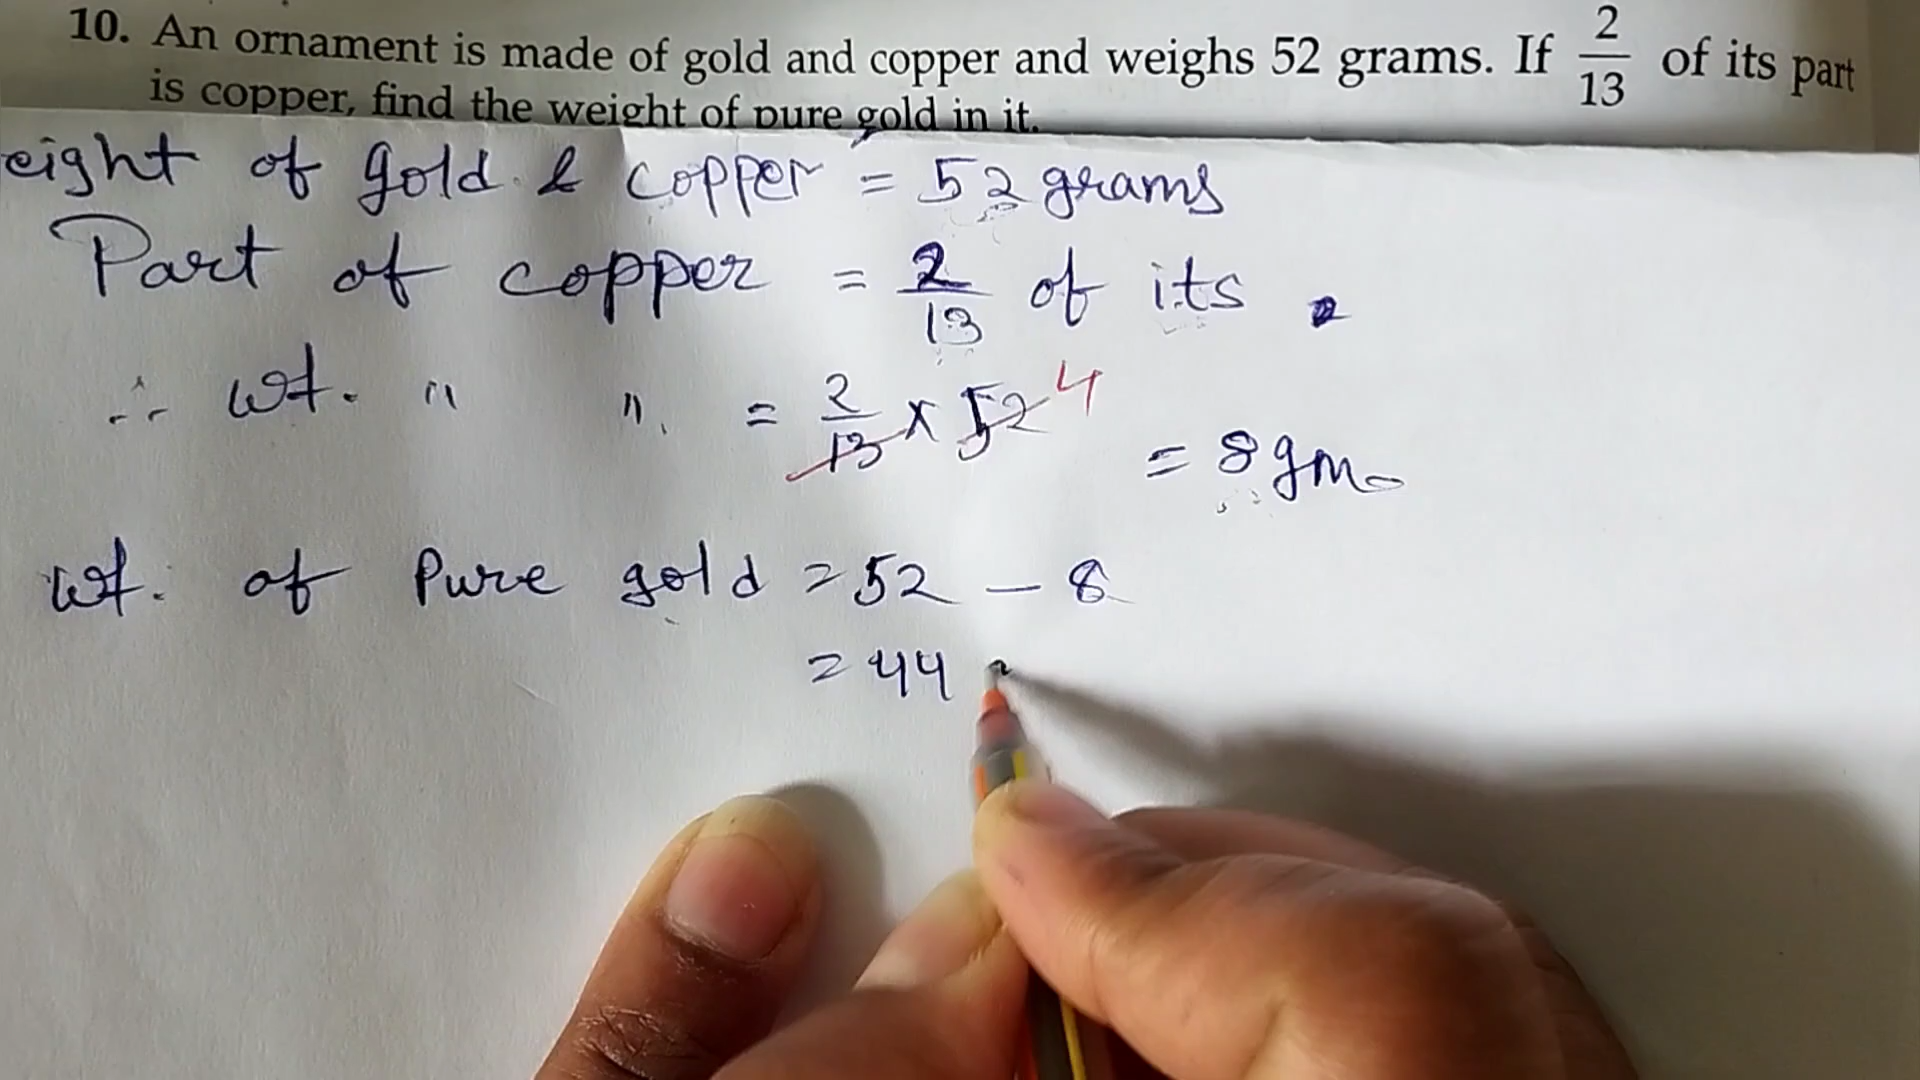 10. An ornament is made of gold and copper and weighs 52 grams. If 2/13 of its part
is copper, find the weight of pure gold in it.
eight of gold & copper = 52 grams
Part of copper = 2/13 of its
∴ wt. " ". = 2/13 × 52 4 = 8 gm.
wt. of Pure gold = 52 - 8
= 44